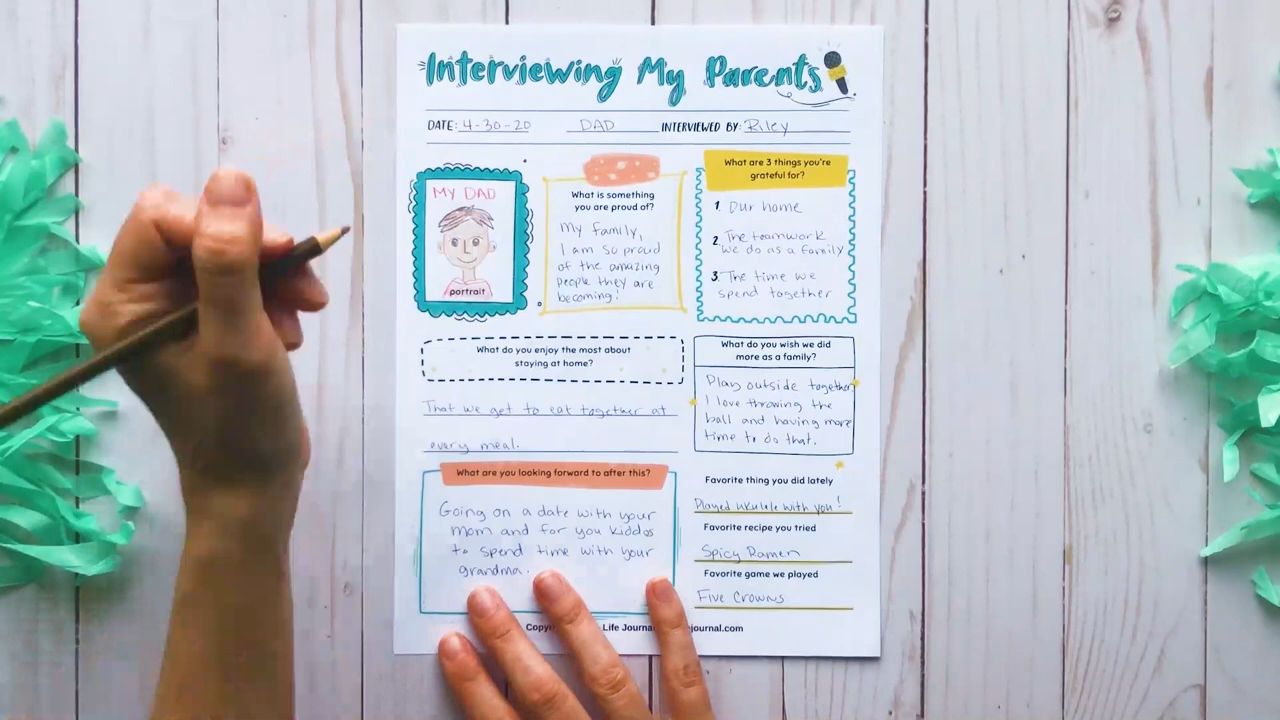 Interviewing My Parents
DATE: 4-30-20 DAD INTERVIEWED BY: Riley
MY DAD
portrait
What is something
you are proud of?
My family,
I am so proud
of the amazing
people they are
becoming!
What are 3 things you're
grateful for?
1. Our home
2. The teamwork
we do as a family
3. The time we
spend together
What do you enjoy the most about
staying at home?
That we get to eat together at
every meal.
What do you wish we did
more as a family?
Play outside together
I love throwing the
ball and having more
time to do that.
What are you looking forward to after this?
Going on a date with your
mom and for you kiddos
to spend time with your
grandma.
Favorite thing you did lately
Played ukulele with you!
Favorite recipe you tried
Spicy Ramen
Favorite game we played
Five Crowns
Life